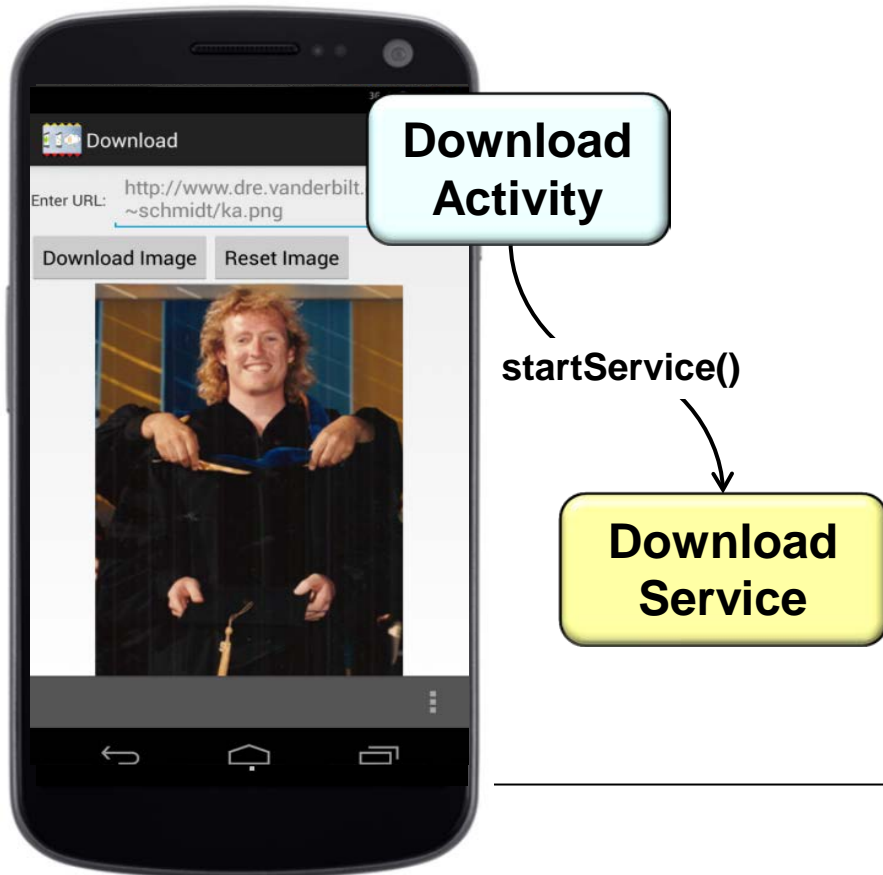 Download
Enter URL:
http://www.dre.vanderbilt.
~schmidt/ka.png
Download Image
Reset Image
Download
Activity
startService()
Download
Service